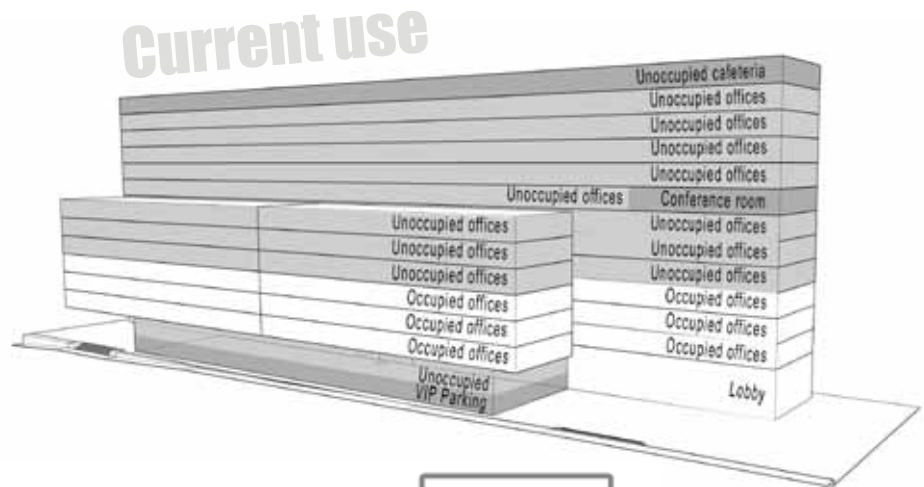 Current use
Unoccupied cafeteria
Unoccupied offices
Unoccupied offices
Unoccupied offices
Unoccupied offices
Unoccupied offices
Conference room
Unoccupied offices
Unoccupied offices
Unoccupied offices
Occupied offices
Occupied offices
Occupied offices
Lobby
Unoccupied offices
Unoccupied offices
Unoccupied offices
Occupied offices
Occupied offices
Occupied offices
Unoccupied
VIP Parking